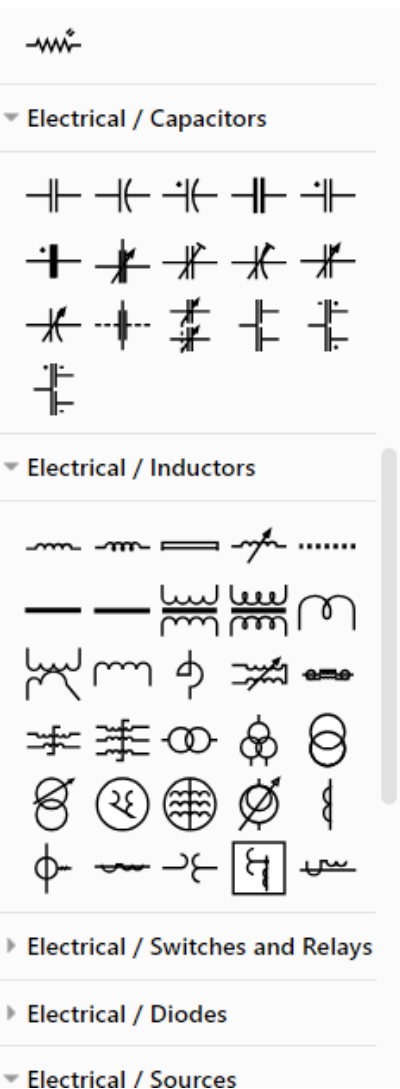 Electrical / Capacitors
Electrical / Inductors
Electrical / Switches and Relays
Electrical / Diodes
Electrical / Sources